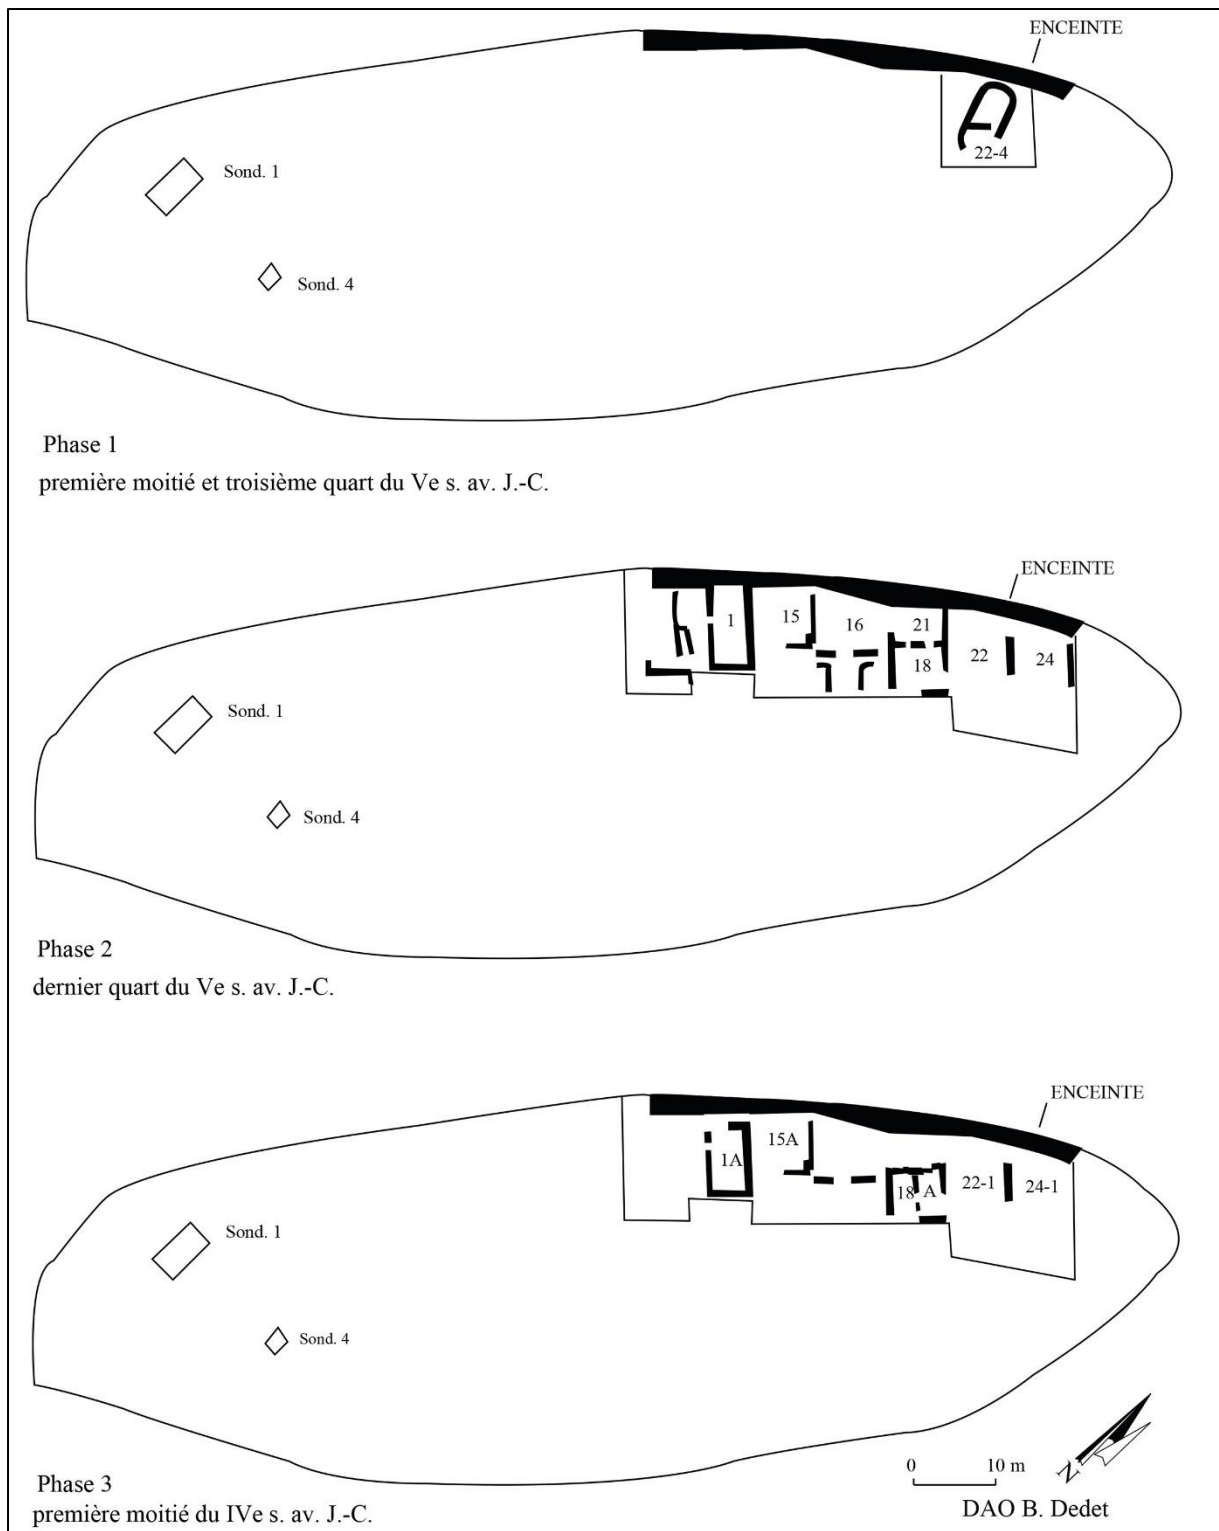 ENCEINTE
22-4
Sond. 1
Sond. 4
Phase 1
première moitié et troisième quart du Ve s. av. J.-C.
ENCEINTE
1
15
16
21
18
22
24
Sond. 1
Sond. 4
Phase 2
dernier quart du Ve s. av. J.-C.
ENCEINTE
1A
15A
18 A
22-1
24-1
Sond. 1
Sond. 4
Phase 3
première moitié du IVe s. av. J.-C.
0 10 m
N
DAO B. Dedet